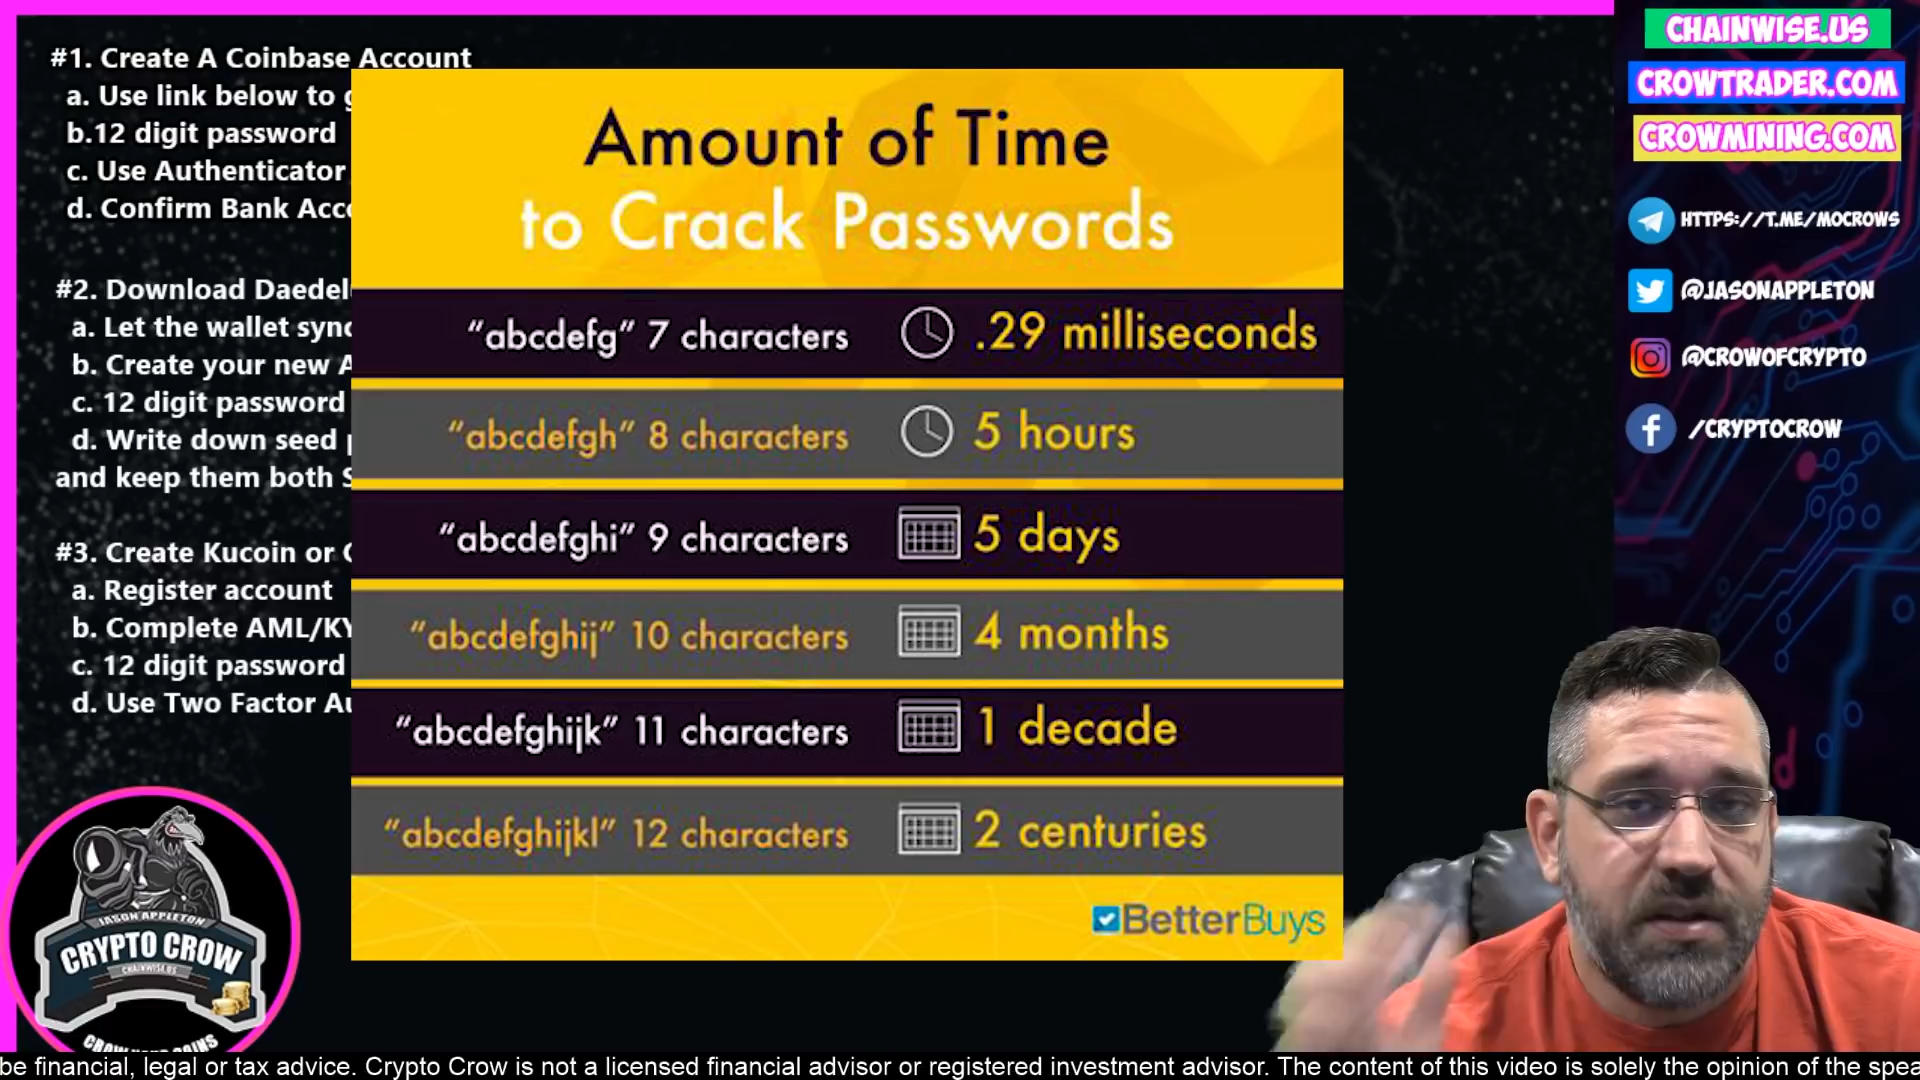 #1. Create A Coinbase Account
a. Use link below to g
b.12 digit password
c. Use Authenticator
d. Confirm Bank Acco
#2. Download Daedel
a. Let the wallet sync
b. Create your new A
c. 12 digit password
d. Write down seed p
and keep them both S
#3. Create Kucoin or
a. Register account
b. Complete AML/KY
c. 12 digit password
d. Use Two Factor Au
Amount of Time
to Crack Passwords
“abcdefg” 7 characters .29 milliseconds
“abcdefgh” 8 characters 5 hours
“abcdefghi” 9 characters 5 days
“abcdefghij” 10 characters 4 months
“abcdefghijk” 11 characters 1 decade
“abcdefghijkl” 12 characters 2 centuries
BetterBuys
CHAINWISE.US
CROWTRADER.COM
CROWMINING.COM
HTTPS://T.ME/MOCROWS
@JASONAPPLETON
@CROWOFCRYPTO
/CRYPTOCROW
JASON APPLETON
CRYPTO CROW
CHAINWISE.US
be financial, legal or tax advice. Crypto Crow is not a licensed financial advisor or registered investment advisor. The content of this video is solely the opinion of the spea